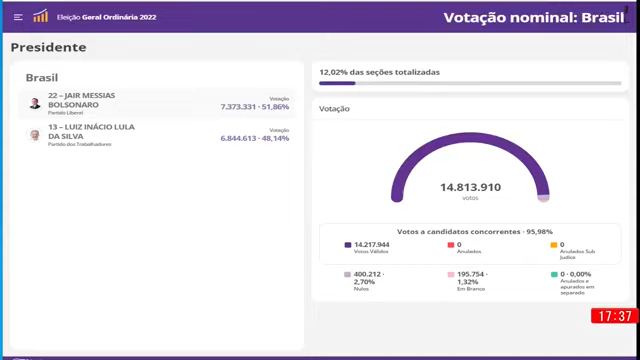 Eleição Geral Ordinária 2022
Votação nominal: Brasil
Presidente
Brasil
22 – JAIR MESSIAS
BOLSONARO
Partido Liberal
Votação
7.373.331 · 51,86%
13 – LUIZ INÁCIO LULA
DA SILVA
Partido dos Trabalhadores
Votação
6.844.613 · 48,14%
12,02% das seções totalizadas
Votação
14.813.910
votos
Votos a candidatos concorrentes · 95,98%
14.217.944
Votos Válidos
0
Anulados
0
Anulados Sub
Judice
400.212 ·
2,70%
Nulos
195.754 ·
1,32%
Em Branco
0 · 0,00%
Anulados e
apurados em
separado
17:37